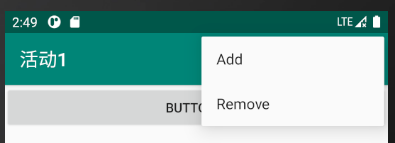 2:49 LTE
活动1
Add
BUTTO
Remove